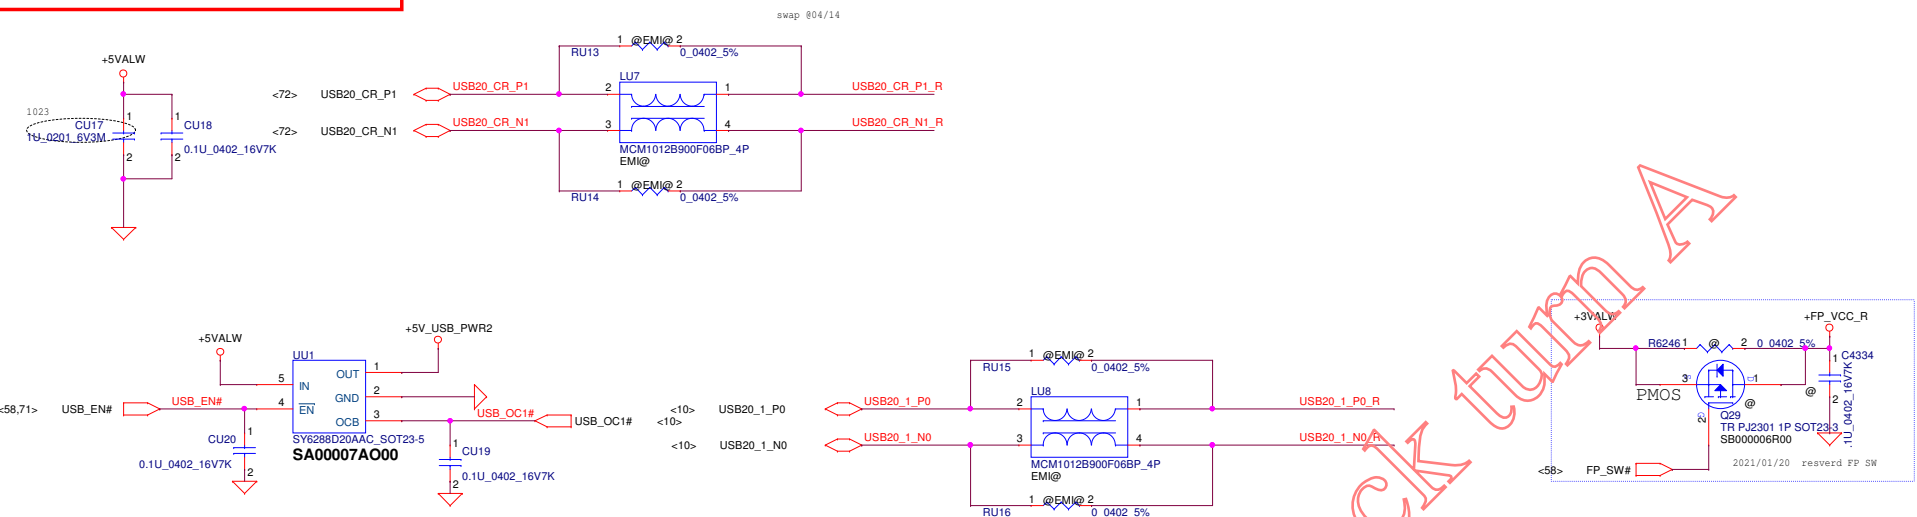 swap @04/14
+5VALW
1023
1
CU17
1U_0201_6V3M
2
1
CU18
0.1U_0402_16V7K
2
<72> USB20_CR_P1
USB20_CR_P1
<72> USB20_CR_N1
USB20_CR_N1
RU13
1 @EMI@ 2
0_0402_5%
LU7
2 1
3 4
MCM1012B900F06BP_4P
EMI@
USB20_CR_P1_R
USB20_CR_N1_R
RU14
1 @EMI@ 2
0_0402_5%
+5VALW
+5V_USB_PWR2
UU1
5 IN
4 EN
OUT 1
GND 2
OCB 3
SY6288D20AAC_SOT23-5
SA00007AO00
<58,71> USB_EN#
USB_EN#
CU20
1
0.1U_0402_16V7K
2
USB_OC1#
USB_OC1# <10>
1
CU19
0.1U_0402_16V7K
2
<10> USB20_1_P0
USB20_1_P0
<10> USB20_1_N0
USB20_1_N0
RU15
1 @EMI@ 2
0_0402_5%
LU8
2 1
3 4
MCM1012B900F06BP_4P
EMI@
USB20_1_P0_R
USB20_1_N0_R
RU16
1 @EMI@ 2
0_0402_5%
ck tum A
+3VALW
+FP_VCC_R
R6246 1 @ 2 0_0402_5%
3 1
PMOS
@
Q29
TR PJ2301 1P SOT23-3
SB000006R00
1
C4334
@
2
.1U_0402_16V7K
<58> FP_SW#
2021/01/20 resverd FP SW